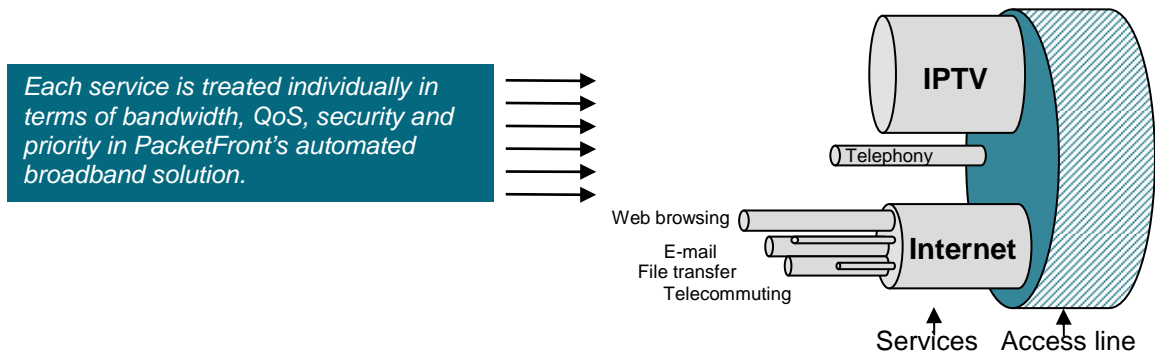 Each service is treated individually in
terms of bandwidth, QoS, security and
priority in PacketFront's automated
broadband solution.
IPTV
Telephony
Web browsing
E-mail
File transfer
Telecommuting
Internet
Services
Access line